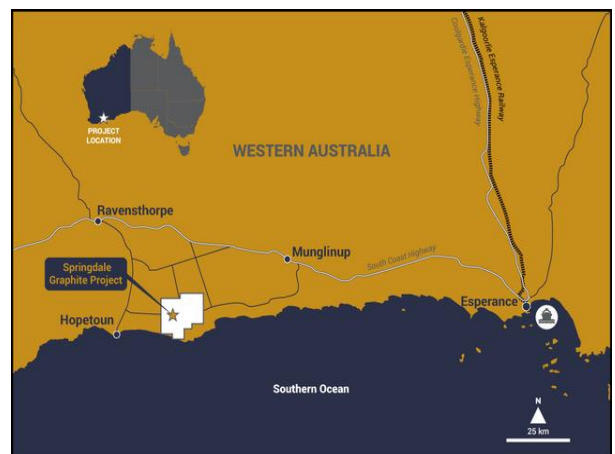 PROJECT
LOCATION
WESTERN AUSTRALIA
Coolgardie Esperance Highway
Kalgoorlie Esperance Railway
Ravensthorpe
Munglinup
South Coast Highway
Springdale
Graphite Project
Esperance
Hopetoun
Southern Ocean
N
25 km